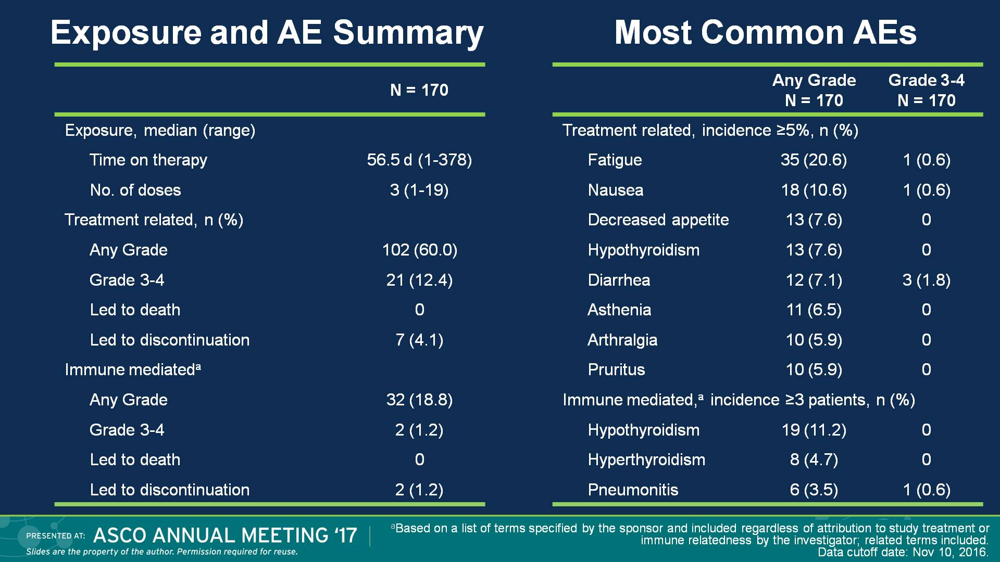 Exposure and AE Summary
N = 170
Exposure, median (range)
Time on therapy 56.5 d (1-378)
No. of doses 3 (1-19)
Treatment related, n (%)
Any Grade 102 (60.0)
Grade 3-4 21 (12.4)
Led to death 0
Led to discontinuation 7 (4.1)
Immune mediatedᵃ
Any Grade 32 (18.8)
Grade 3-4 2 (1.2)
Led to death 0
Led to discontinuation 2 (1.2)
Most Common AEs
Any Grade Grade 3-4
N = 170 N = 170
Treatment related, incidence ≥5%, n (%)
Fatigue 35 (20.6) 1 (0.6)
Nausea 18 (10.6) 1 (0.6)
Decreased appetite 13 (7.6) 0
Hypothyroidism 13 (7.6) 0
Diarrhea 12 (7.1) 3 (1.8)
Asthenia 11 (6.5) 0
Arthralgia 10 (5.9) 0
Pruritus 10 (5.9) 0
Immune mediated,ᵃ incidence ≥3 patients, n (%)
Hypothyroidism 19 (11.2) 0
Hyperthyroidism 8 (4.7) 0
Pneumonitis 6 (3.5) 1 (0.6)
PRESENTED AT: ASCO ANNUAL MEETING ‘17
Slides are the property of the author. Permission required for reuse.
ᵃBased on a list of terms specified by the sponsor and included regardless of attribution to study treatment or
immune relatedness by the investigator; related terms included.
Data cutoff date: Nov 10, 2016.